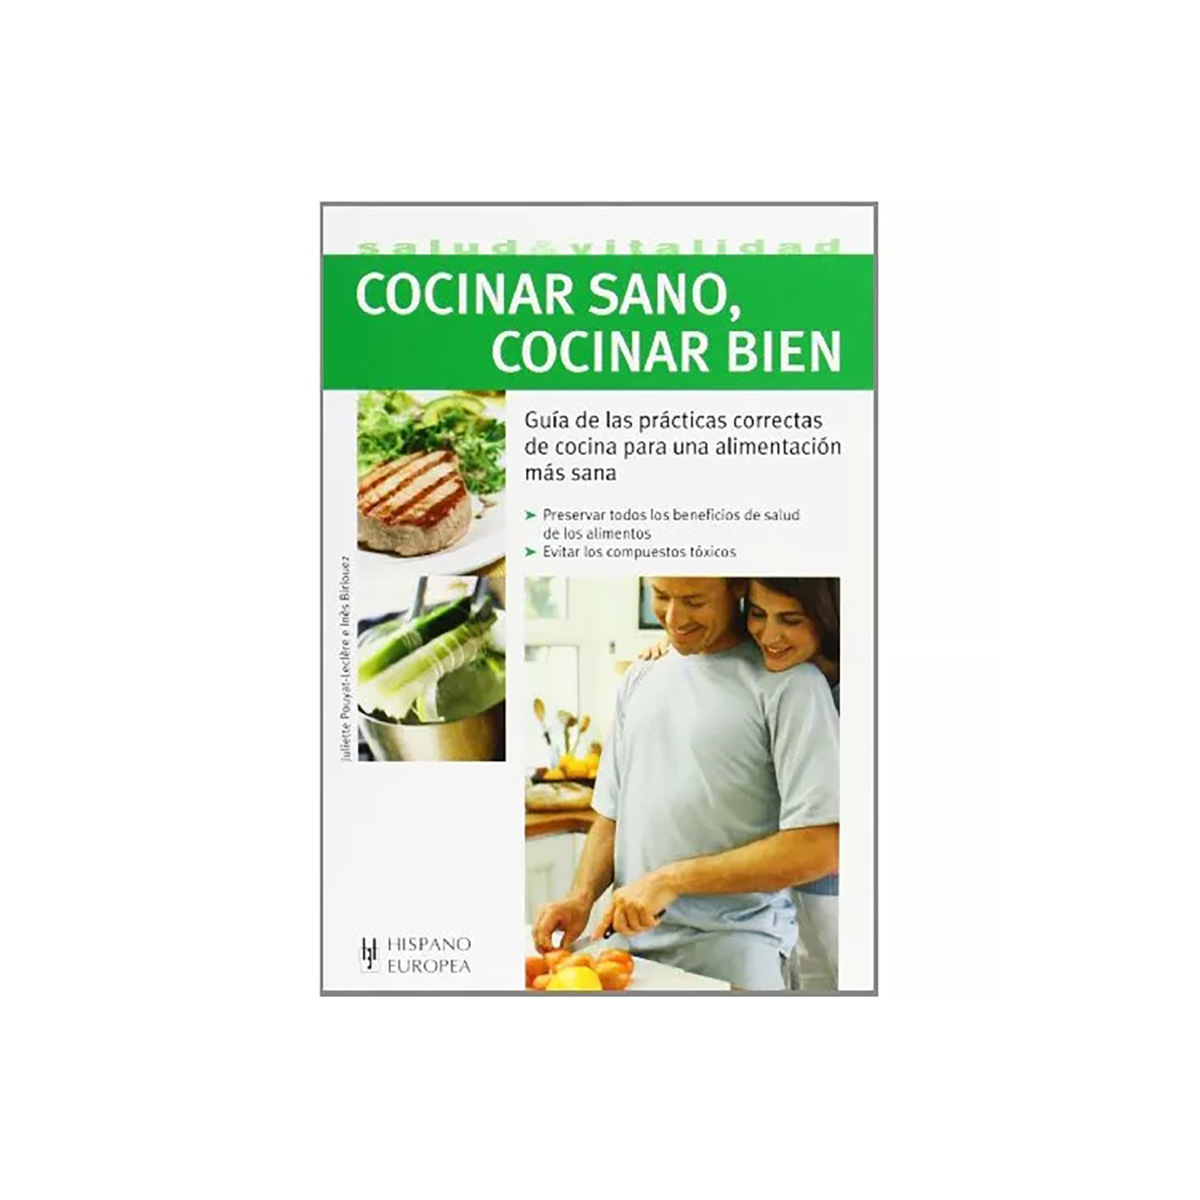 salud & vitalidad
COCINAR SANO,
COCINAR BIEN
Guía de las prácticas correctas
de cocina para una alimentación
más sana
➤ Preservar todos los beneficios de salud
de los alimentos
➤ Evitar los compuestos tóxicos
Juliette Pouyat-Leclère e Inès Birlouez
HISPANO
EUROPEA